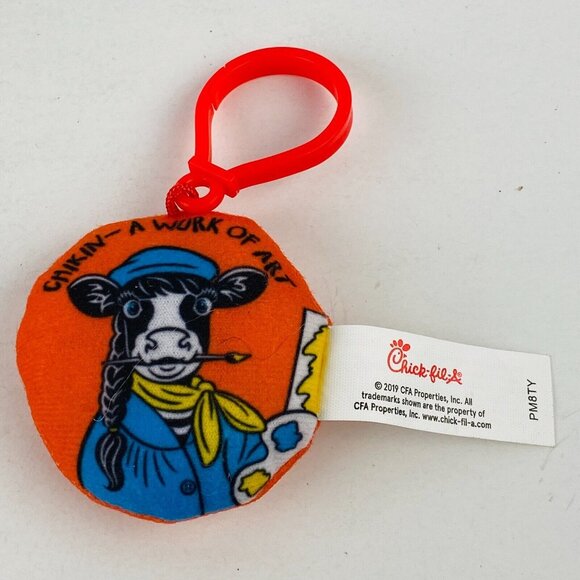 CHIKIN— A WORK OF ART
Chick-fil-A
© 2019 CFA Properties, Inc. All
trademarks shown are the property of
CFA Properties, Inc. www.chick-fil-a.com
PM8TY